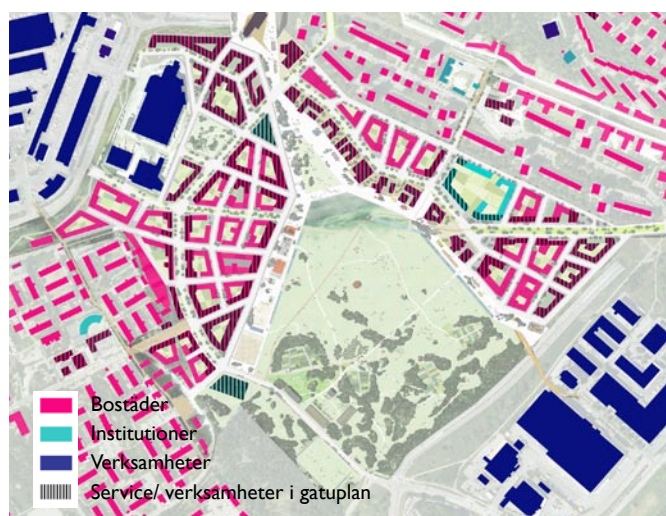 Bostäder
Institutioner
Verksamheter
Service/ verksamheter i gatuplan